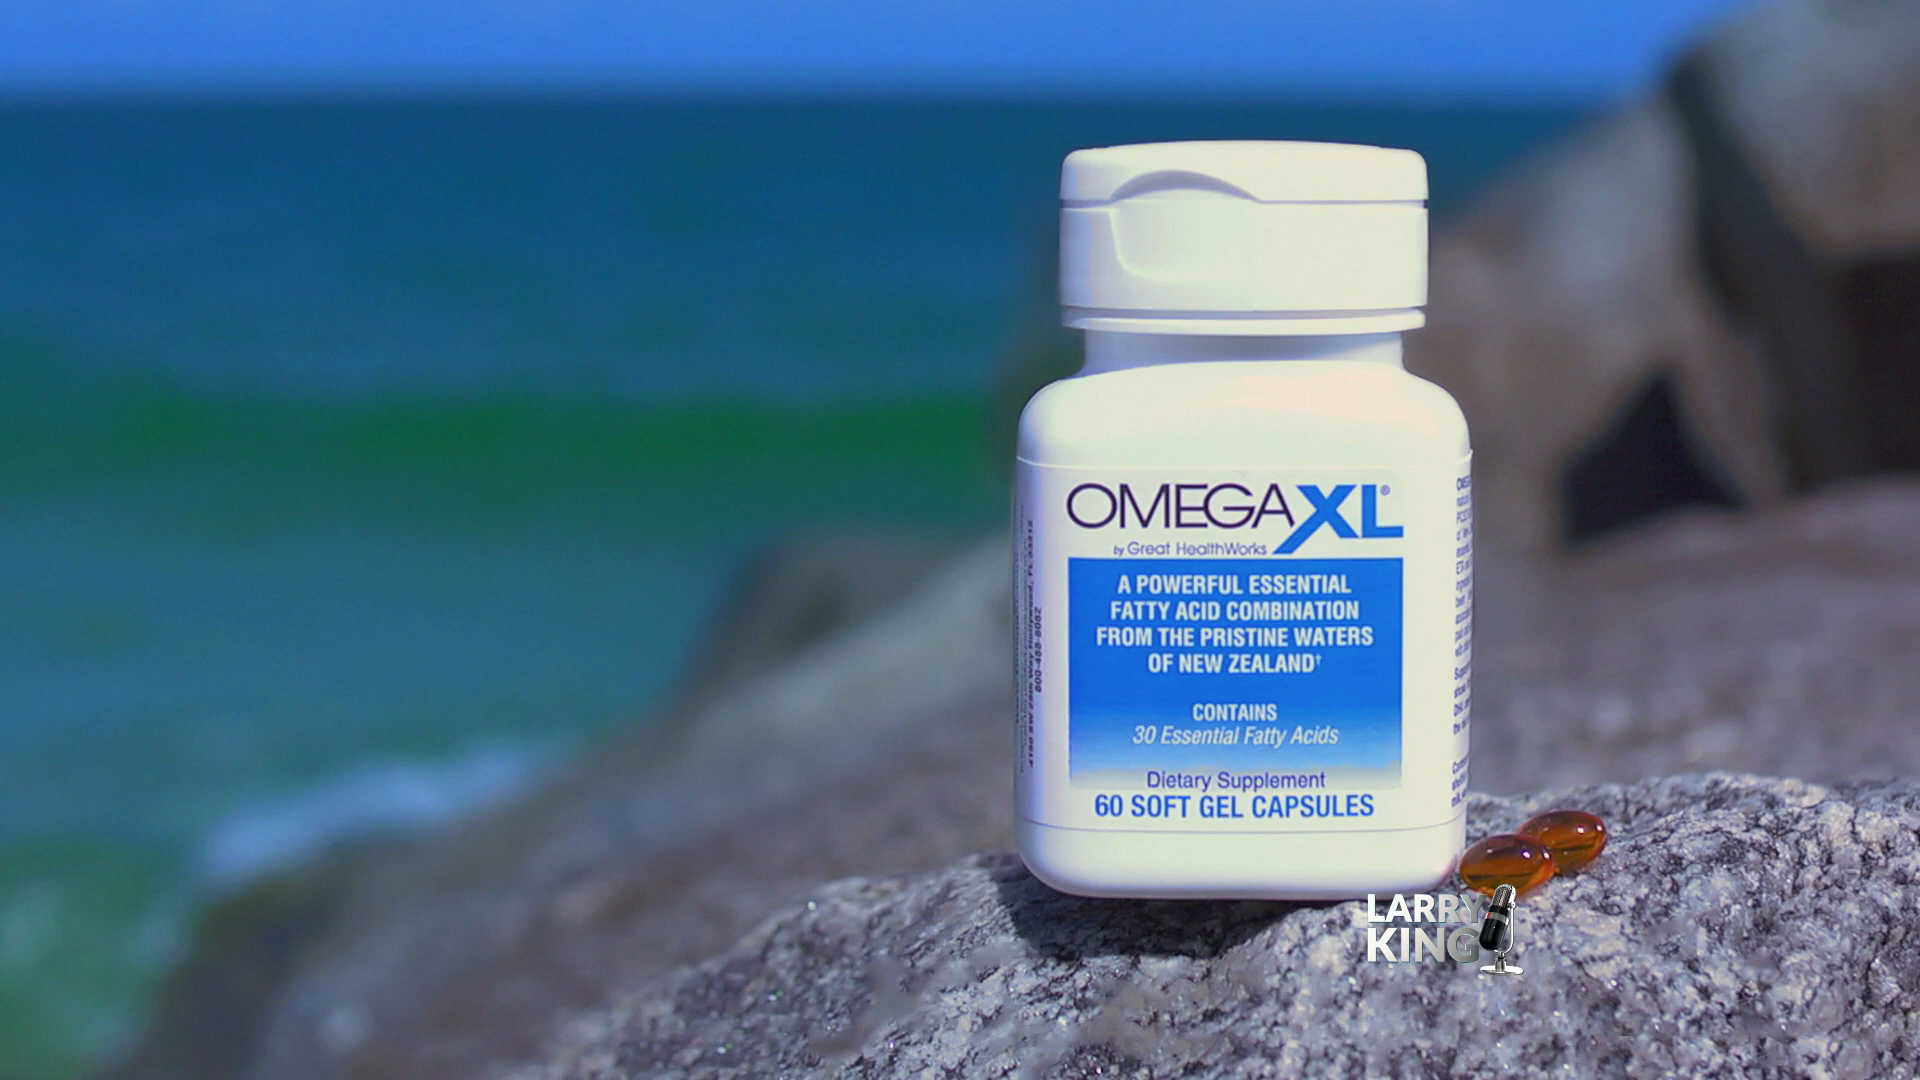 OMEGAXL®
by Great HealthWorks
A POWERFUL ESSENTIAL
FATTY ACID COMBINATION
FROM THE PRISTINE WATERS
OF NEW ZEALAND†
CONTAINS
30 Essential Fatty Acids
Dietary Supplement
60 SOFT GEL CAPSULES
LARRY
KING